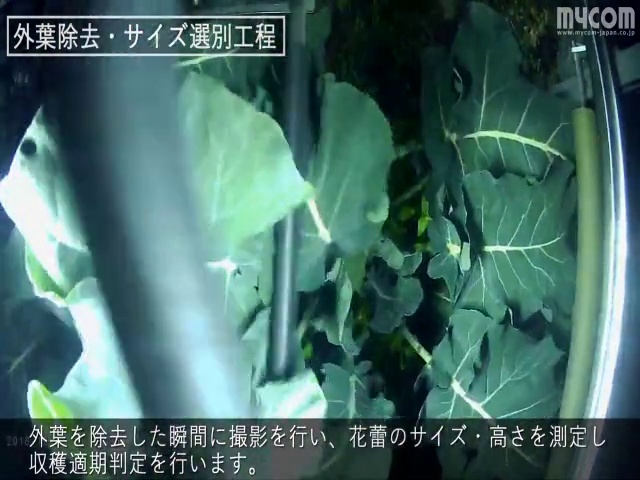 外葉除去・サイズ選別工程
mycom
www.mycom-japan.co.jp
2018
外葉を除去した瞬間に撮影を行い、花蕾のサイズ・高さを測定し
収穫適期判定を行います。